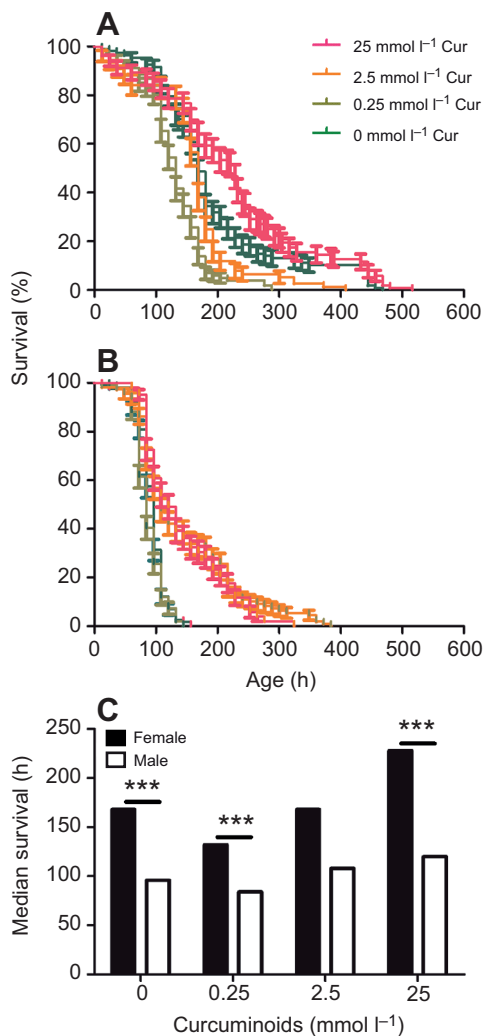 A
25 mmol l⁻¹ Cur
2.5 mmol l⁻¹ Cur
0.25 mmol l⁻¹ Cur
0 mmol l⁻¹ Cur
100
80
60
40
20
0
0 100 200 300 400 500 600
Survival (%)
B
100
80
60
40
20
0
0 100 200 300 400 500 600
Age (h)
C
Female
Male
250
200
150
100
50
0
Median survival (h)
***
***
***
0 0.25 2.5 25
Curcuminoids (mmol l⁻¹)